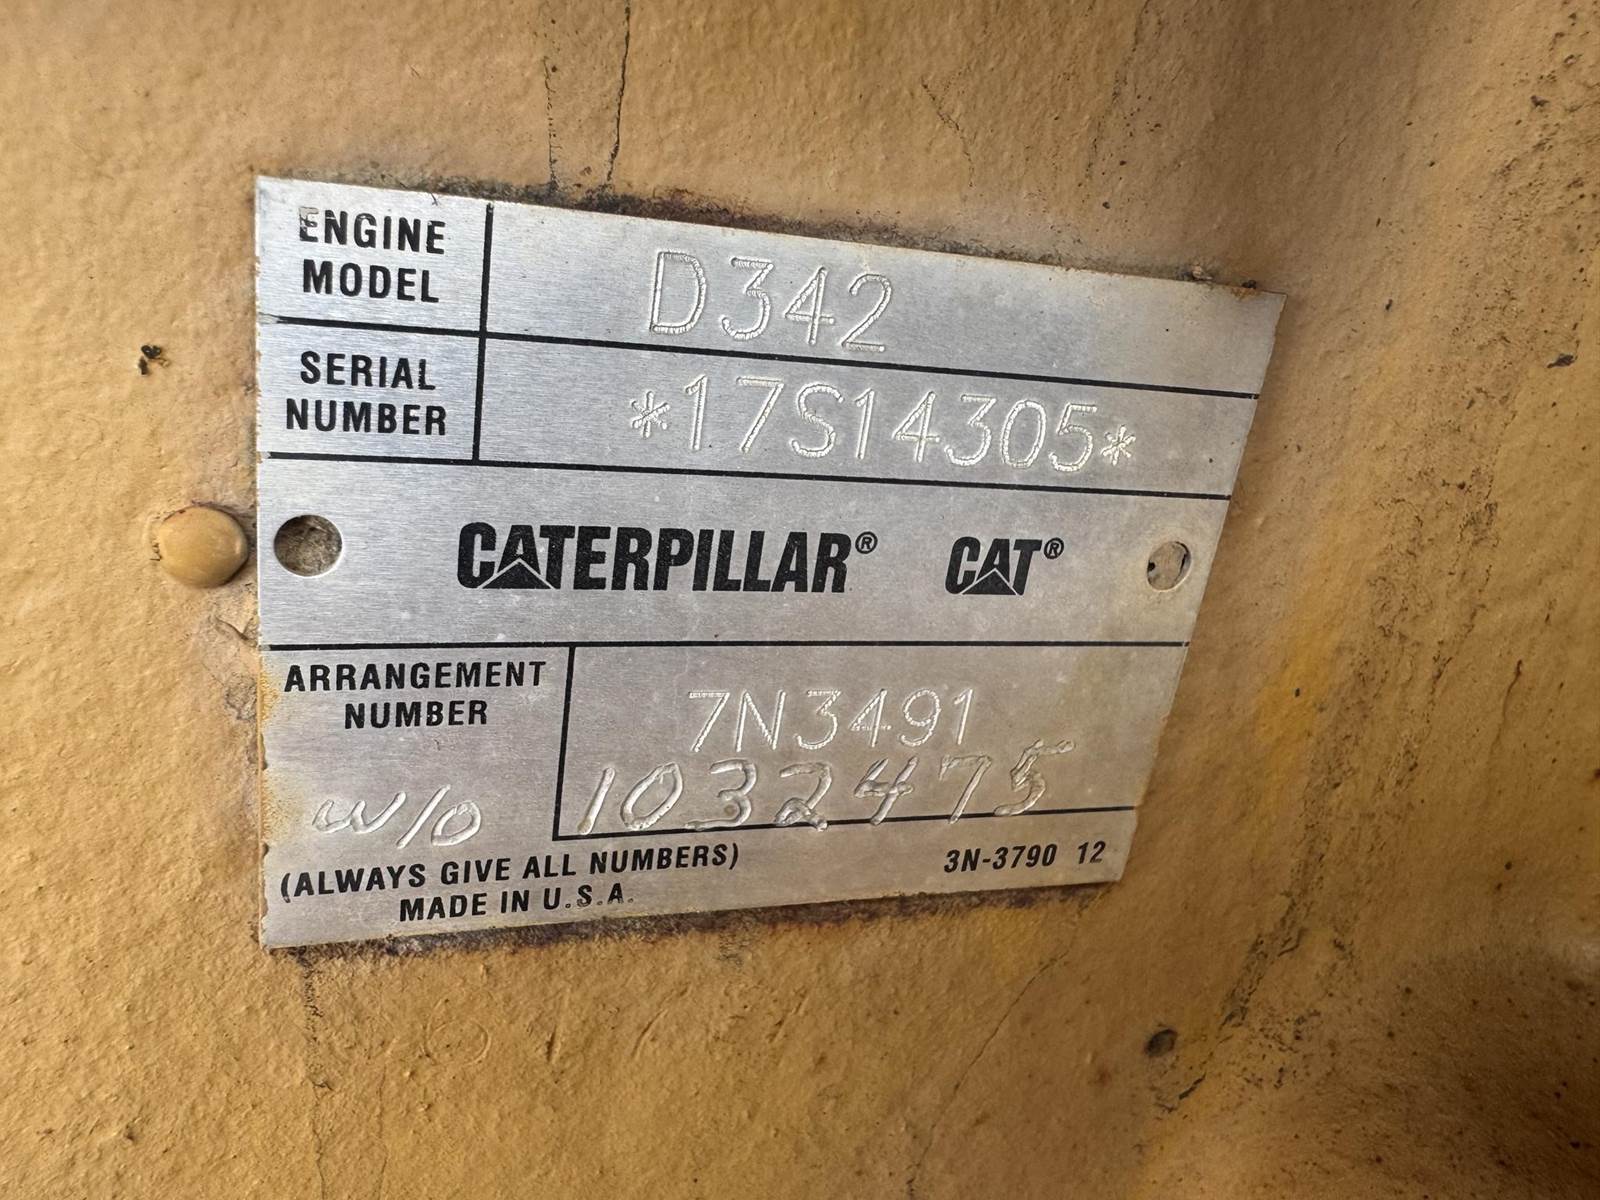 ENGINE MODEL D342
SERIAL NUMBER *17S14305*
CATERPILLAR® CAT®
ARRANGEMENT NUMBER 7N3491
w/o 1032475
(ALWAYS GIVE ALL NUMBERS) 3N-3790 12
MADE IN U.S.A.